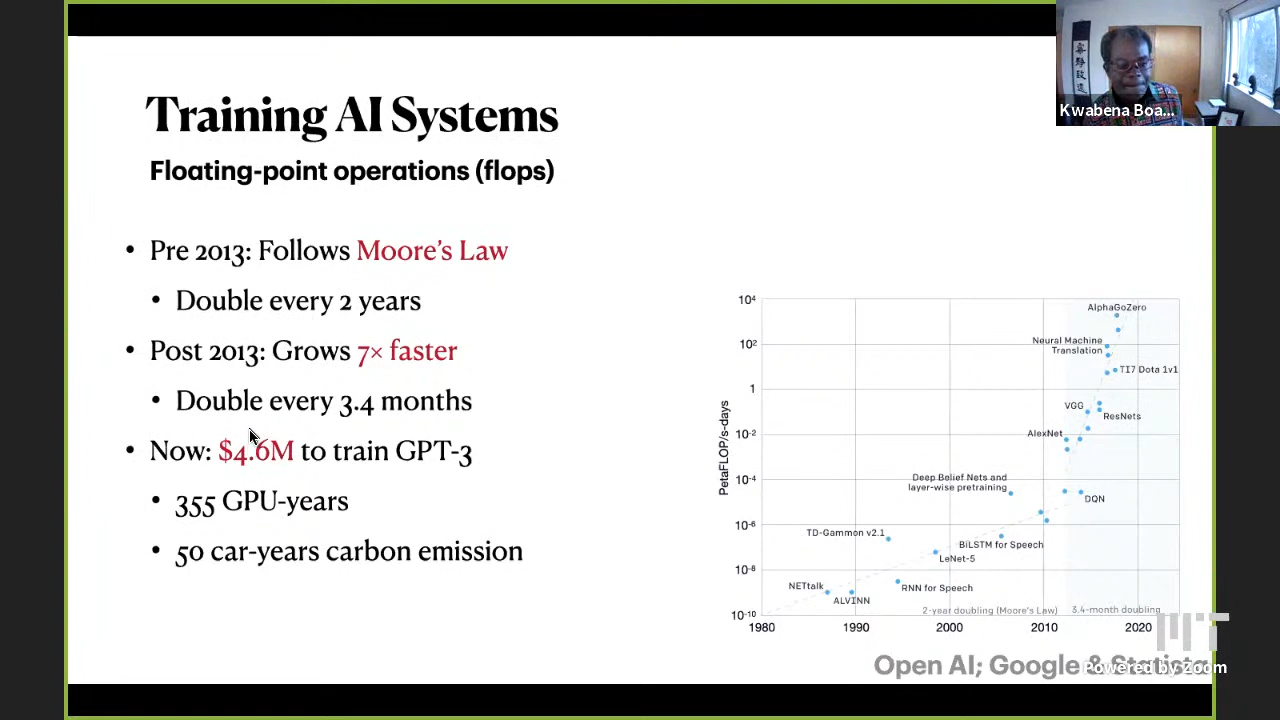 Training AI Systems
Floating-point operations (flops)
• Pre 2013: Follows Moore's Law
• Double every 2 years
• Post 2013: Grows 7× faster
• Double every 3.4 months
• Now: $4.6M to train GPT-3
• 355 GPU-years
• 50 car-years carbon emission
Kwabena Boa...
PetaFLOP/s-days
10⁴
10²
1
10⁻²
10⁻⁴
10⁻⁶
10⁻⁸
10⁻¹⁰
AlphaGoZero
Neural Machine
Translation
TI7 Dota 1v1
VGG
ResNets
AlexNet
Deep Belief Nets and
layer-wise pretraining
DQN
TD-Gammon v2.1
BiLSTM for Speech
LeNet-5
NETtalk
RNN for Speech
ALVINN
2-year doubling (Moore's Law)
3.4-month doubling
1980 1990 2000 2010 2020
MIT
Open AI; Google &
Powered by Zoom